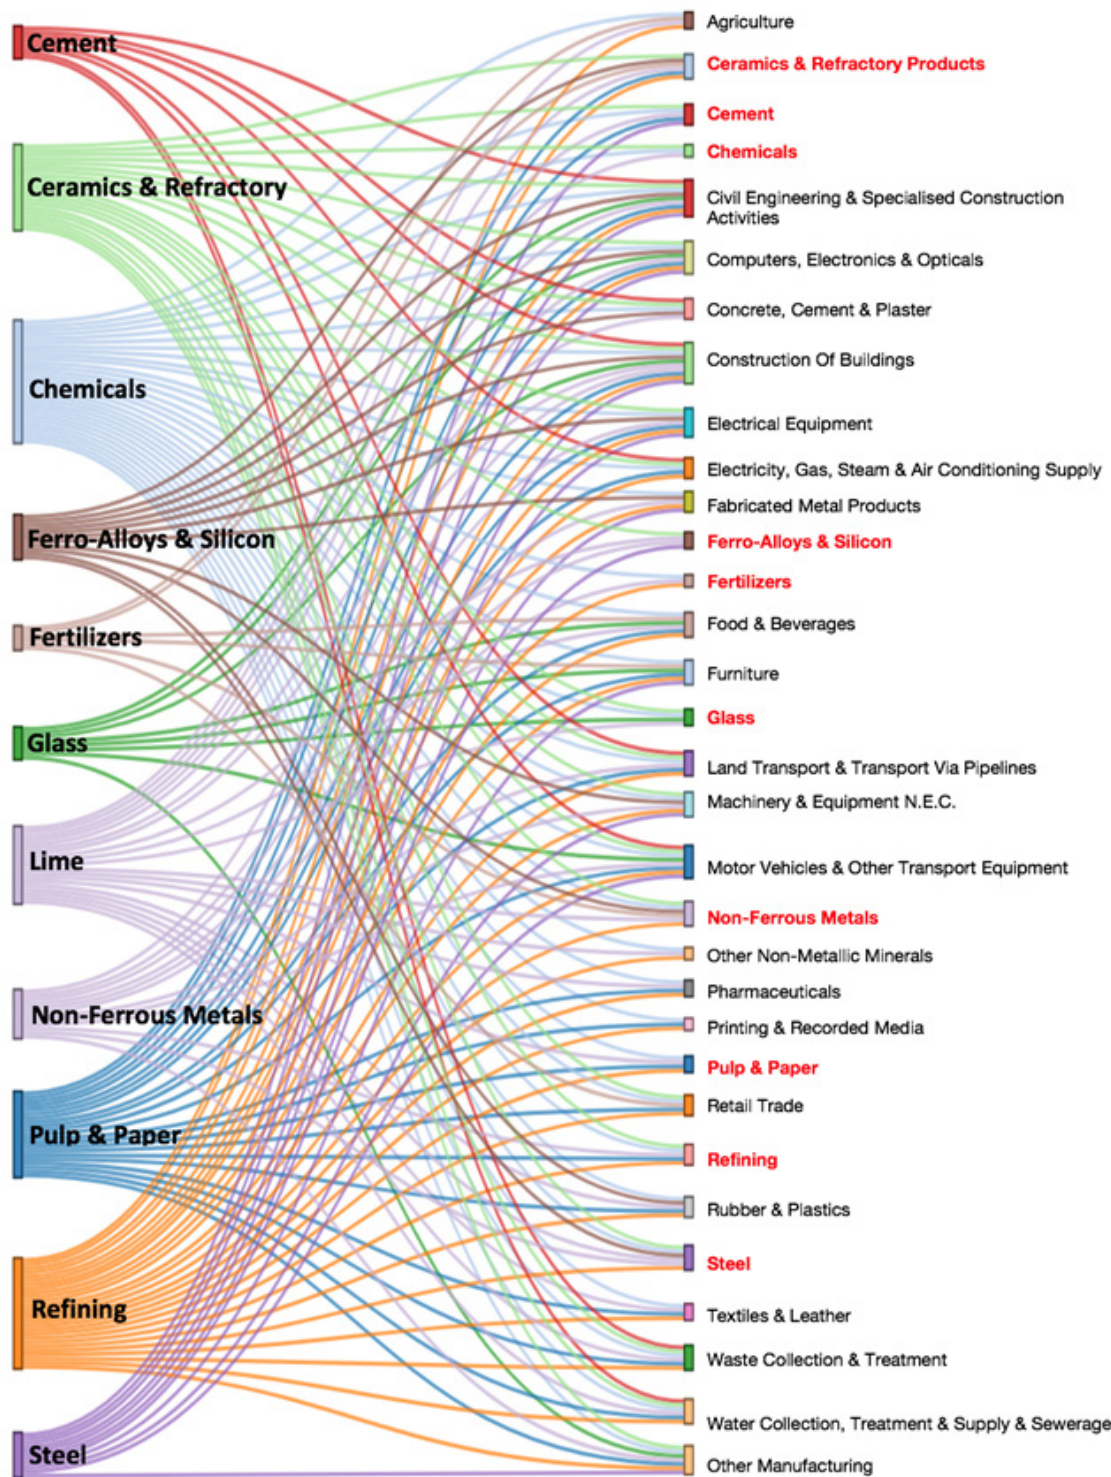 Cement
Ceramics & Refractory
Chemicals
Ferro-Alloys & Silicon
Fertilizers
Glass
Lime
Non-Ferrous Metals
Pulp & Paper
Refining
Steel
Agriculture
Ceramics & Refractory Products
Cement
Chemicals
Civil Engineering & Specialised Construction
Activities
Computers, Electronics & Opticals
Concrete, Cement & Plaster
Construction Of Buildings
Electrical Equipment
Electricity, Gas, Steam & Air Conditioning Supply
Fabricated Metal Products
Ferro-Alloys & Silicon
Fertilizers
Food & Beverages
Furniture
Glass
Land Transport & Transport Via Pipelines
Machinery & Equipment N.E.C.
Motor Vehicles & Other Transport Equipment
Non-Ferrous Metals
Other Non-Metallic Minerals
Pharmaceuticals
Printing & Recorded Media
Pulp & Paper
Retail Trade
Refining
Rubber & Plastics
Steel
Textiles & Leather
Waste Collection & Treatment
Water Collection, Treatment & Supply & Sewerage
Other Manufacturing